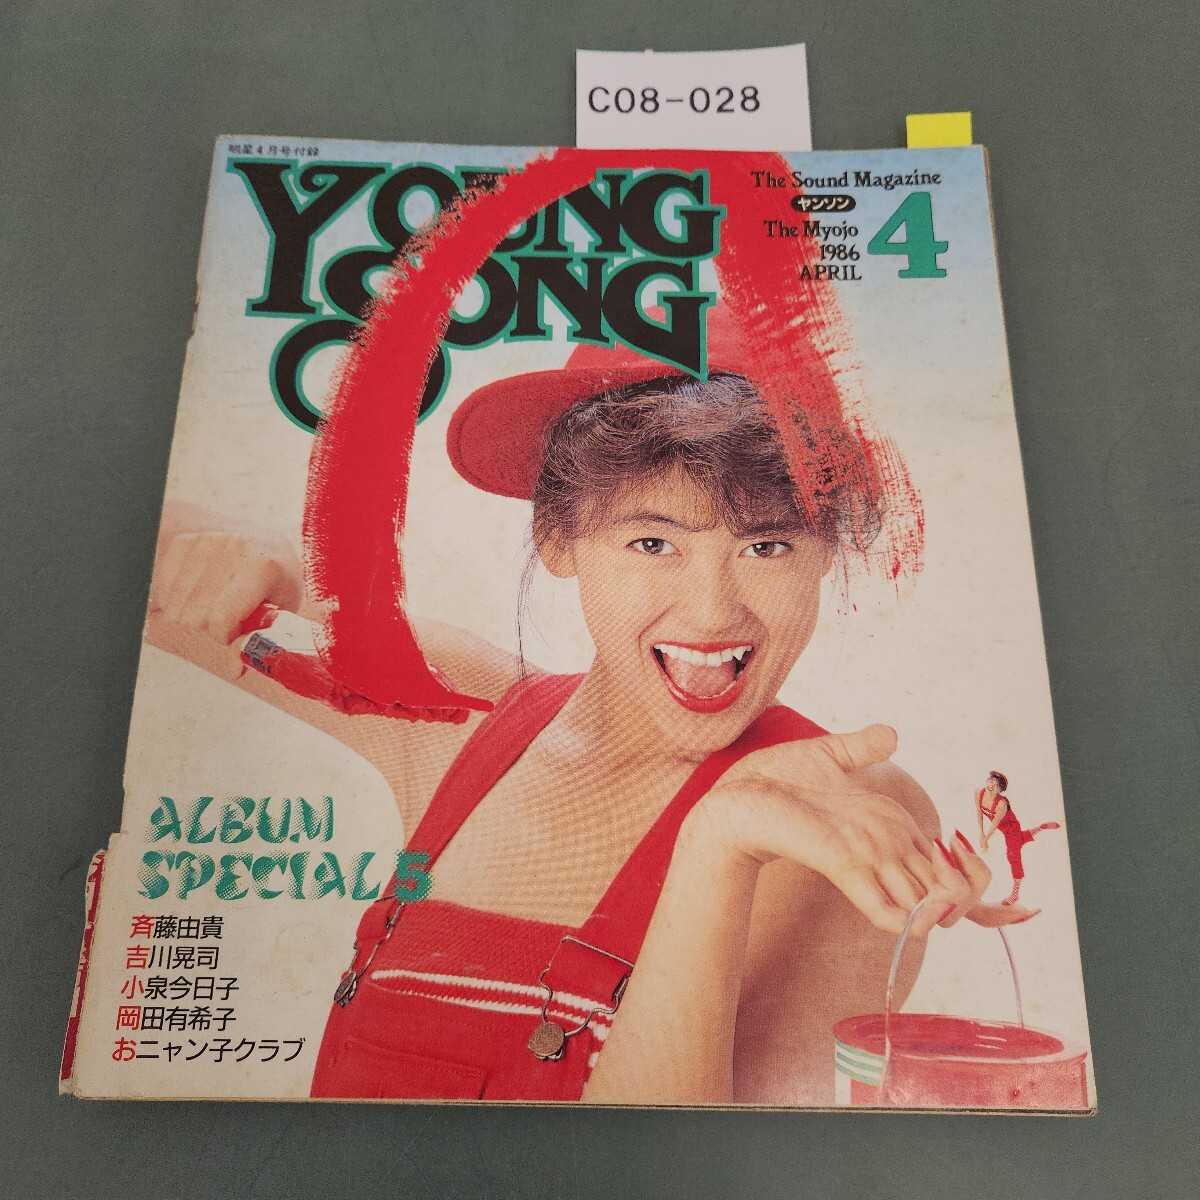 C08-028
明星4月号付録
YOUNG
SONG
The Sound Magazine
ヤンソン
The Myojo
1986
APRIL
4
ALBUM
SPECIAL 5
斉藤由貴
吉川晃司
小泉今日子
岡田有希子
おニャン子クラブ